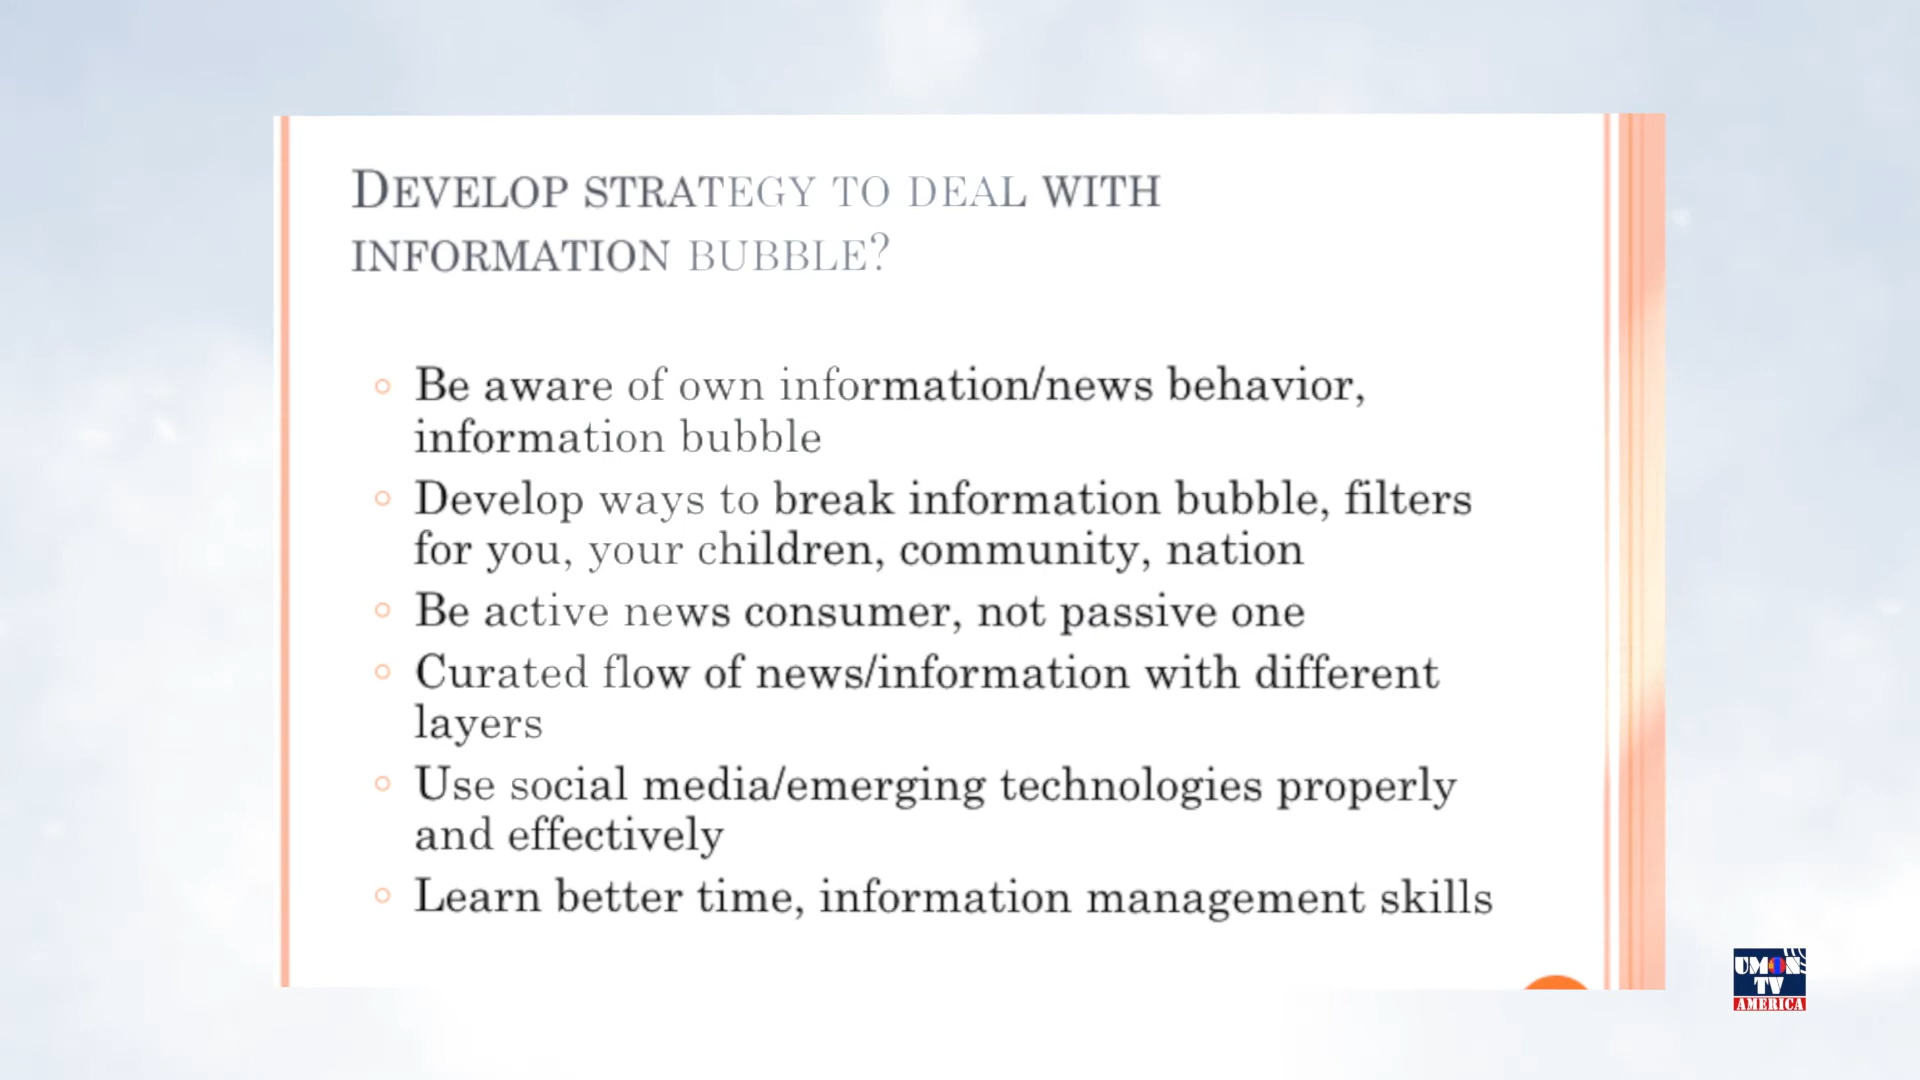 DEVELOP STRATEGY TO DEAL WITH
INFORMATION BUBBLE?
Be aware of own information/news behavior,
information bubble
Develop ways to break information bubble, filters
for you, your children, community, nation
Be active news consumer, not passive one
Curated flow of news/information with different
layers
Use social media/emerging technologies properly
and effectively
Learn better time, information management skills
UMON
TV
AMERICA